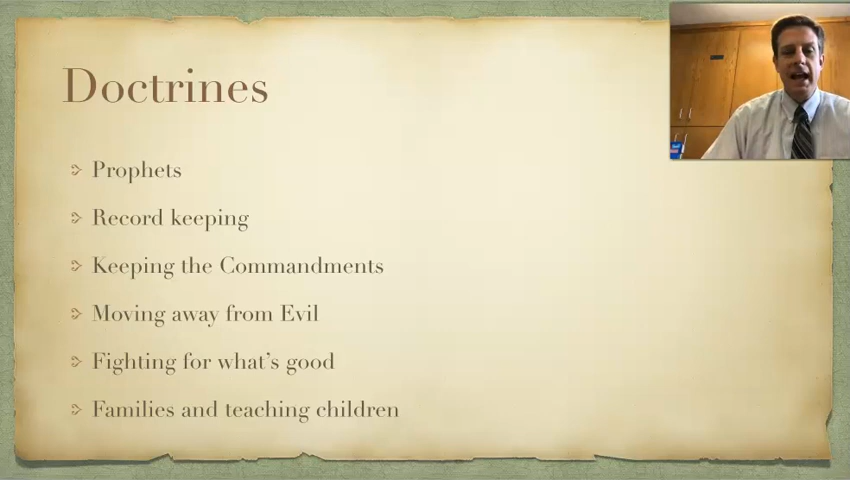 Doctrines
Prophets
Record keeping
Keeping the Commandments
Moving away from Evil
Fighting for what's good
Families and teaching children